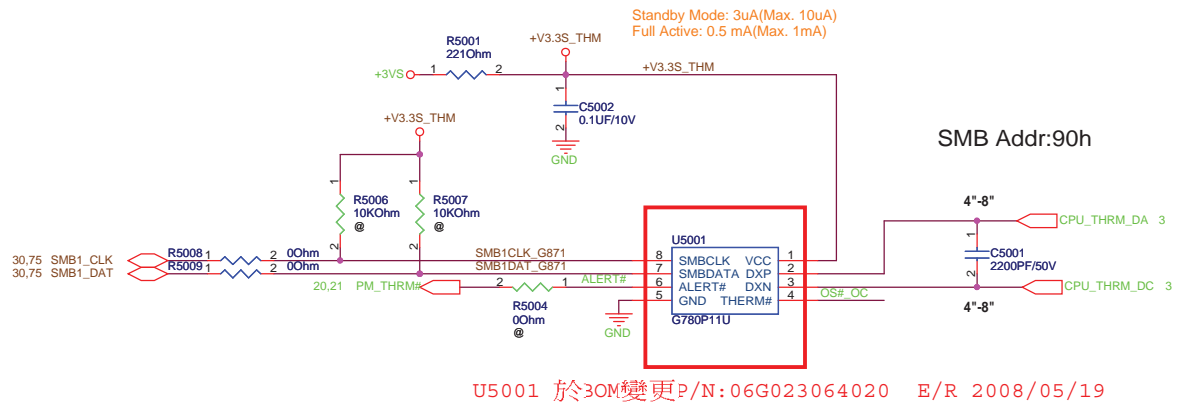 Standby Mode: 3uA(Max. 10uA)
Full Active: 0.5 mA(Max. 1mA)
R5001
221Ohm
+3VS
1
2
+V3.3S_THM
+V3.3S_THM
1
2
C5002
0.1UF/10V
GND
SMB Addr:90h
+V3.3S_THM
1
1
R5006
10KOhm
@
R5007
10KOhm
@
2
2
30,75 SMB1_CLK
R5008 1
2 0Ohm
SMB1CLK_G871
30,75 SMB1_DAT
R5009 1
2 0Ohm
SMB1DAT_G871
20,21 PM_THRM#
2
1
R5004
0Ohm
@
ALERT#
GND
U5001
8 SMBCLK VCC 1
7 SMBDATA DXP 2
6 ALERT# DXN 3
5 GND THERM# 4
G780P11U
OS#_OC
4"-8"
CPU_THRM_DA 3
1
C5001
2200PF/50V
2
CPU_THRM_DC 3
4"-8"
U5001 於BOM變更P/N:06G023064020 E/R 2008/05/19